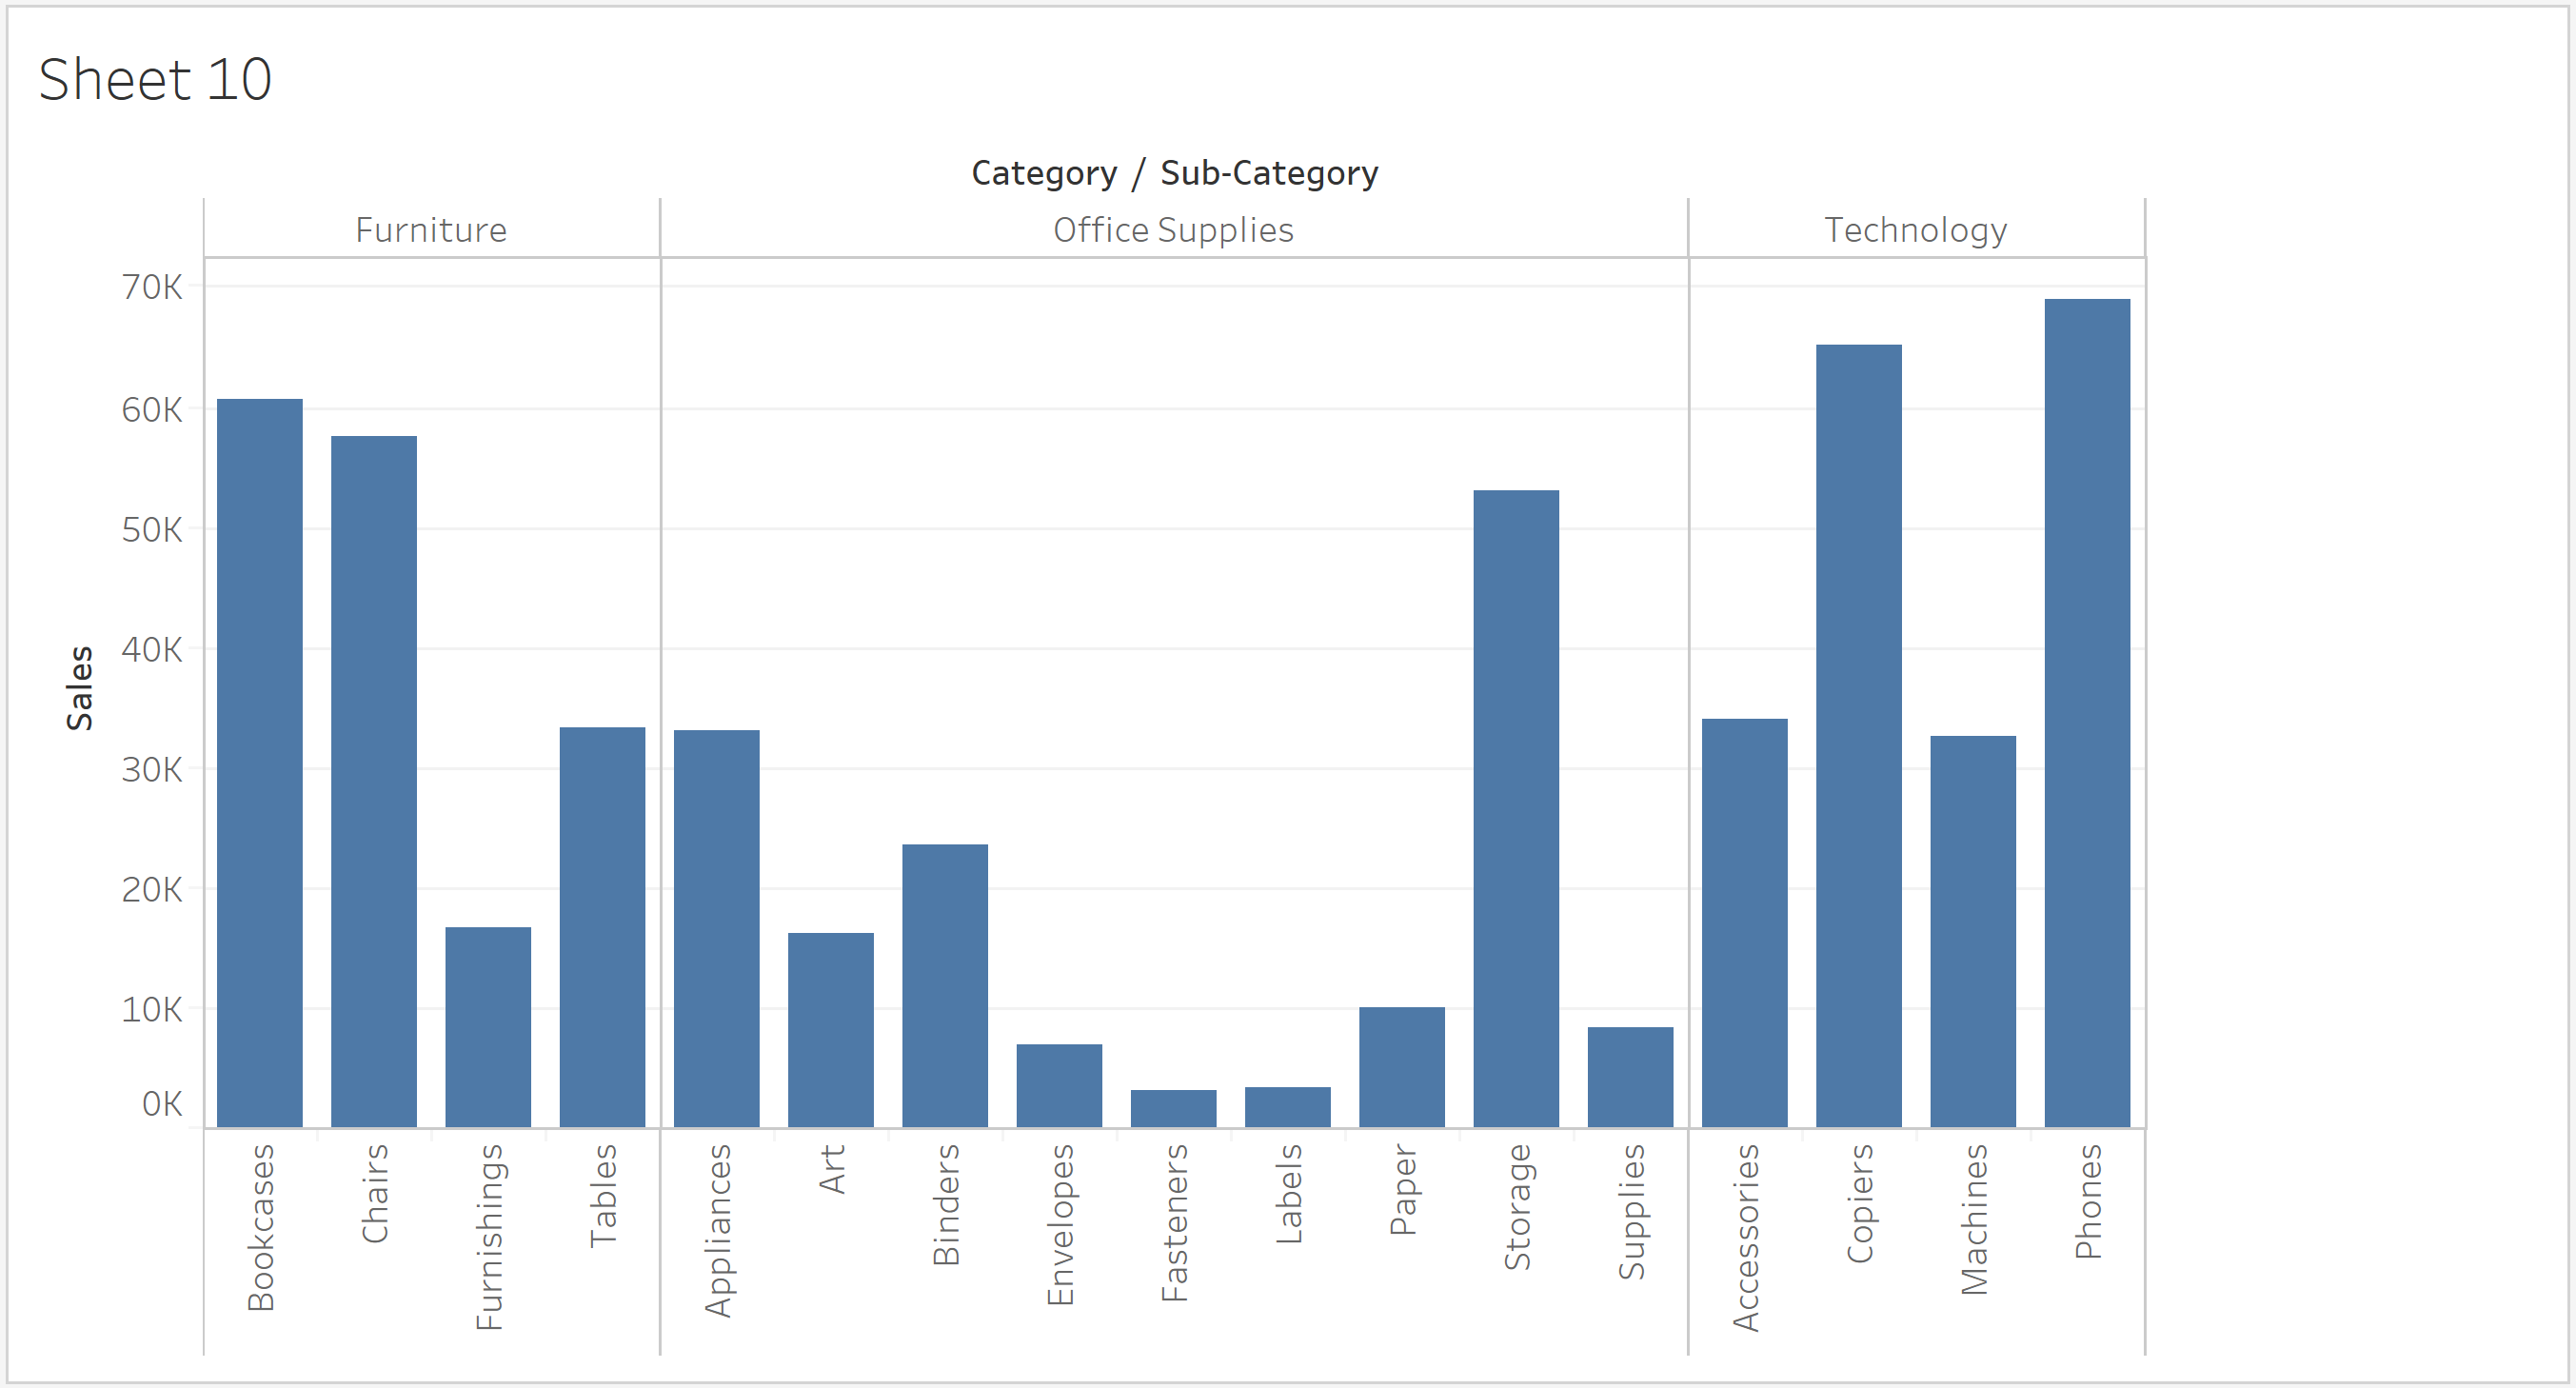 Sheet 10
Category / Sub-Category
Furniture
Office Supplies
Technology
70K
60K
50K
40K
30K
20K
10K
0K
Sales
Bookcases
Chairs
Furnishings
Tables
Appliances
Art
Binders
Envelopes
Fasteners
Labels
Paper
Storage
Supplies
Accessories
Copiers
Machines
Phones